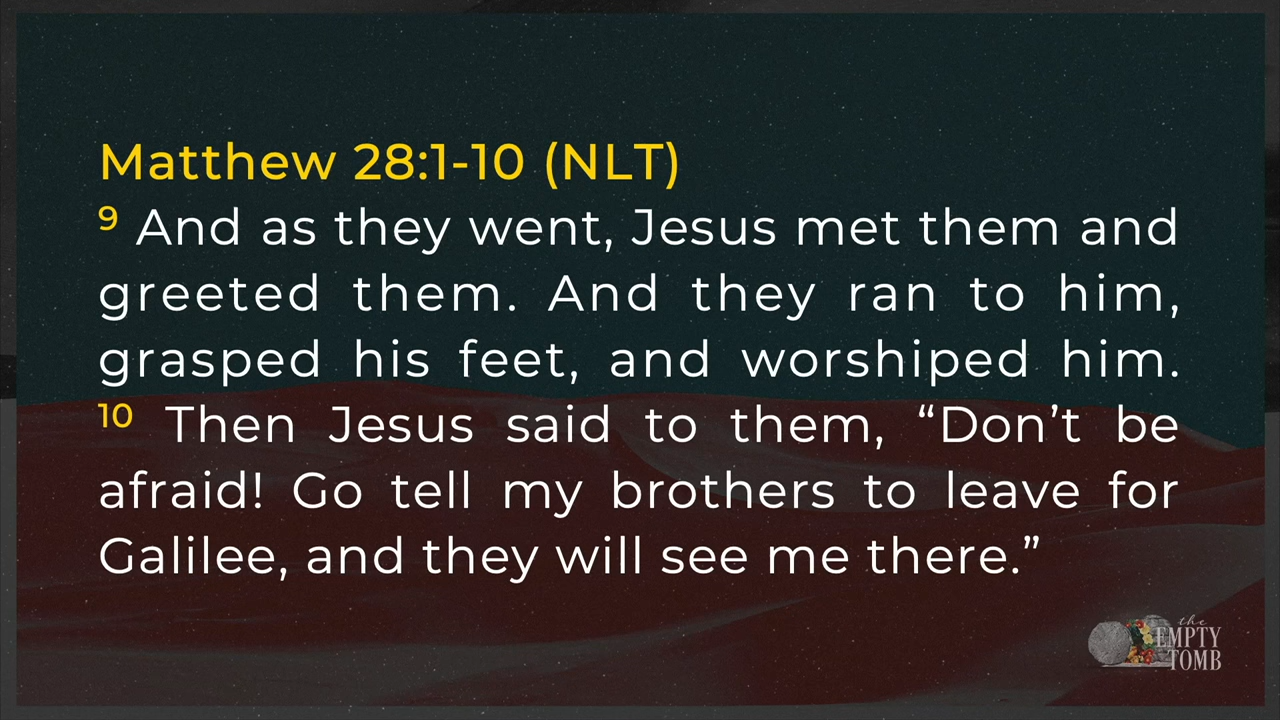 Matthew 28:1-10 (NLT)
9 And as they went, Jesus met them and
greeted them. And they ran to him,
grasped his feet, and worshiped him.
10 Then Jesus said to them, “Don’t be
afraid! Go tell my brothers to leave for
Galilee, and they will see me there.”
the
EMPTY
TOMB